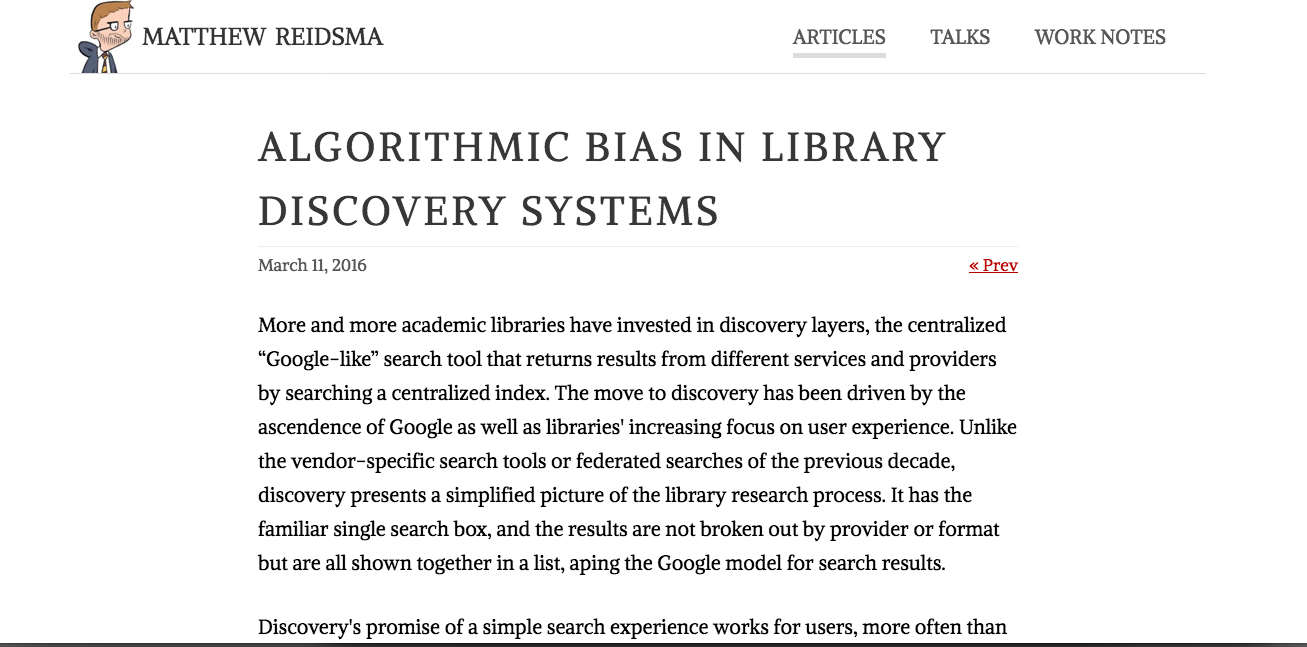 MATTHEW REIDSMA
ARTICLES TALKS WORK NOTES
ALGORITHMIC BIAS IN LIBRARY
DISCOVERY SYSTEMS
March 11, 2016
« Prev
More and more academic libraries have invested in discovery layers, the centralized
“Google-like” search tool that returns results from different services and providers
by searching a centralized index. The move to discovery has been driven by the
ascendence of Google as well as libraries' increasing focus on user experience. Unlike
the vendor-specific search tools or federated searches of the previous decade,
discovery presents a simplified picture of the library research process. It has the
familiar single search box, and the results are not broken out by provider or format
but are all shown together in a list, aping the Google model for search results.
Discovery's promise of a simple search experience works for users, more often than